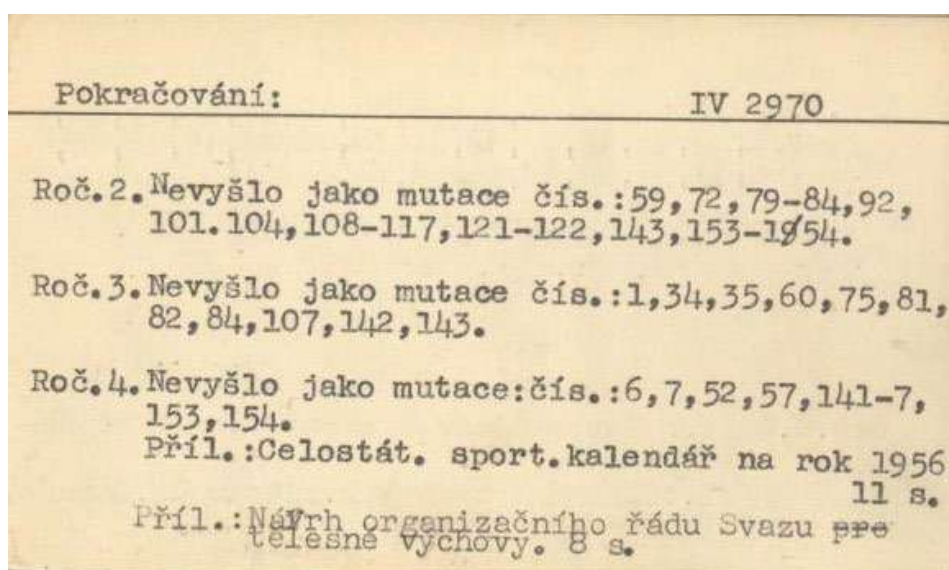 Pokračování: IV 2970
Roč.2.Nevyšlo jako mutace čís.:59,72,79-84,92,
101.104,108-117,121-122,143,153-154.
Roč.3.Nevyšlo jako mutace čís.:1,34,35,60,75,81,
82,84,107,142,143.
Roč.4.Nevyšlo jako mutace:čís.:6,7,52,57,141-7,
153,154.
Příl.:Celostát. sport.kalendář na rok 1956
11 s.
Příl.:Návrh organizačního řádu Svazu pro
tělesné výchovy. 8 s.